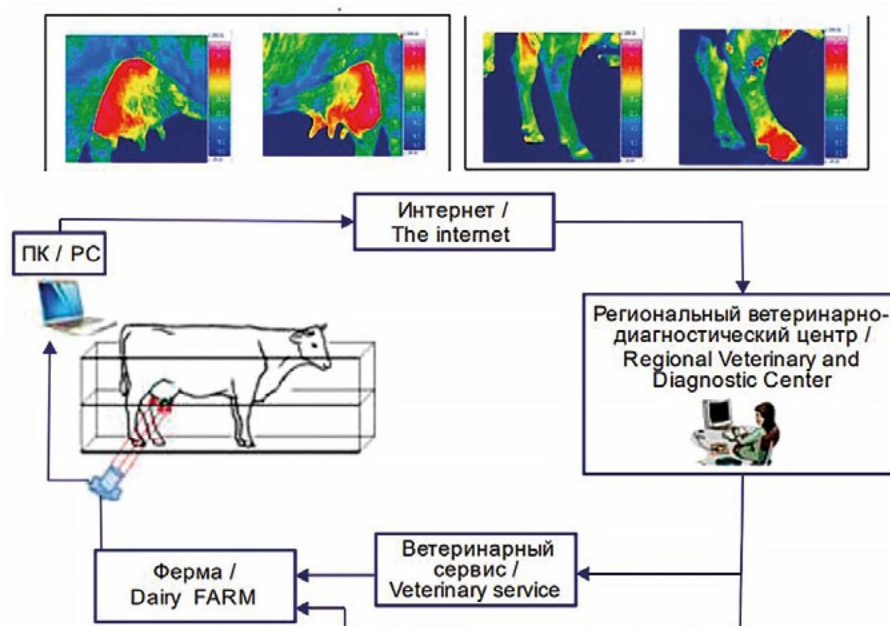 Интернет /
The internet
ПК / PC
Региональный ветеринарно-
диагностический центр /
Regional Veterinary and
Diagnostic Center
Ветеринарный
сервис /
Veterinary service
Ферма /
Dairy FARM